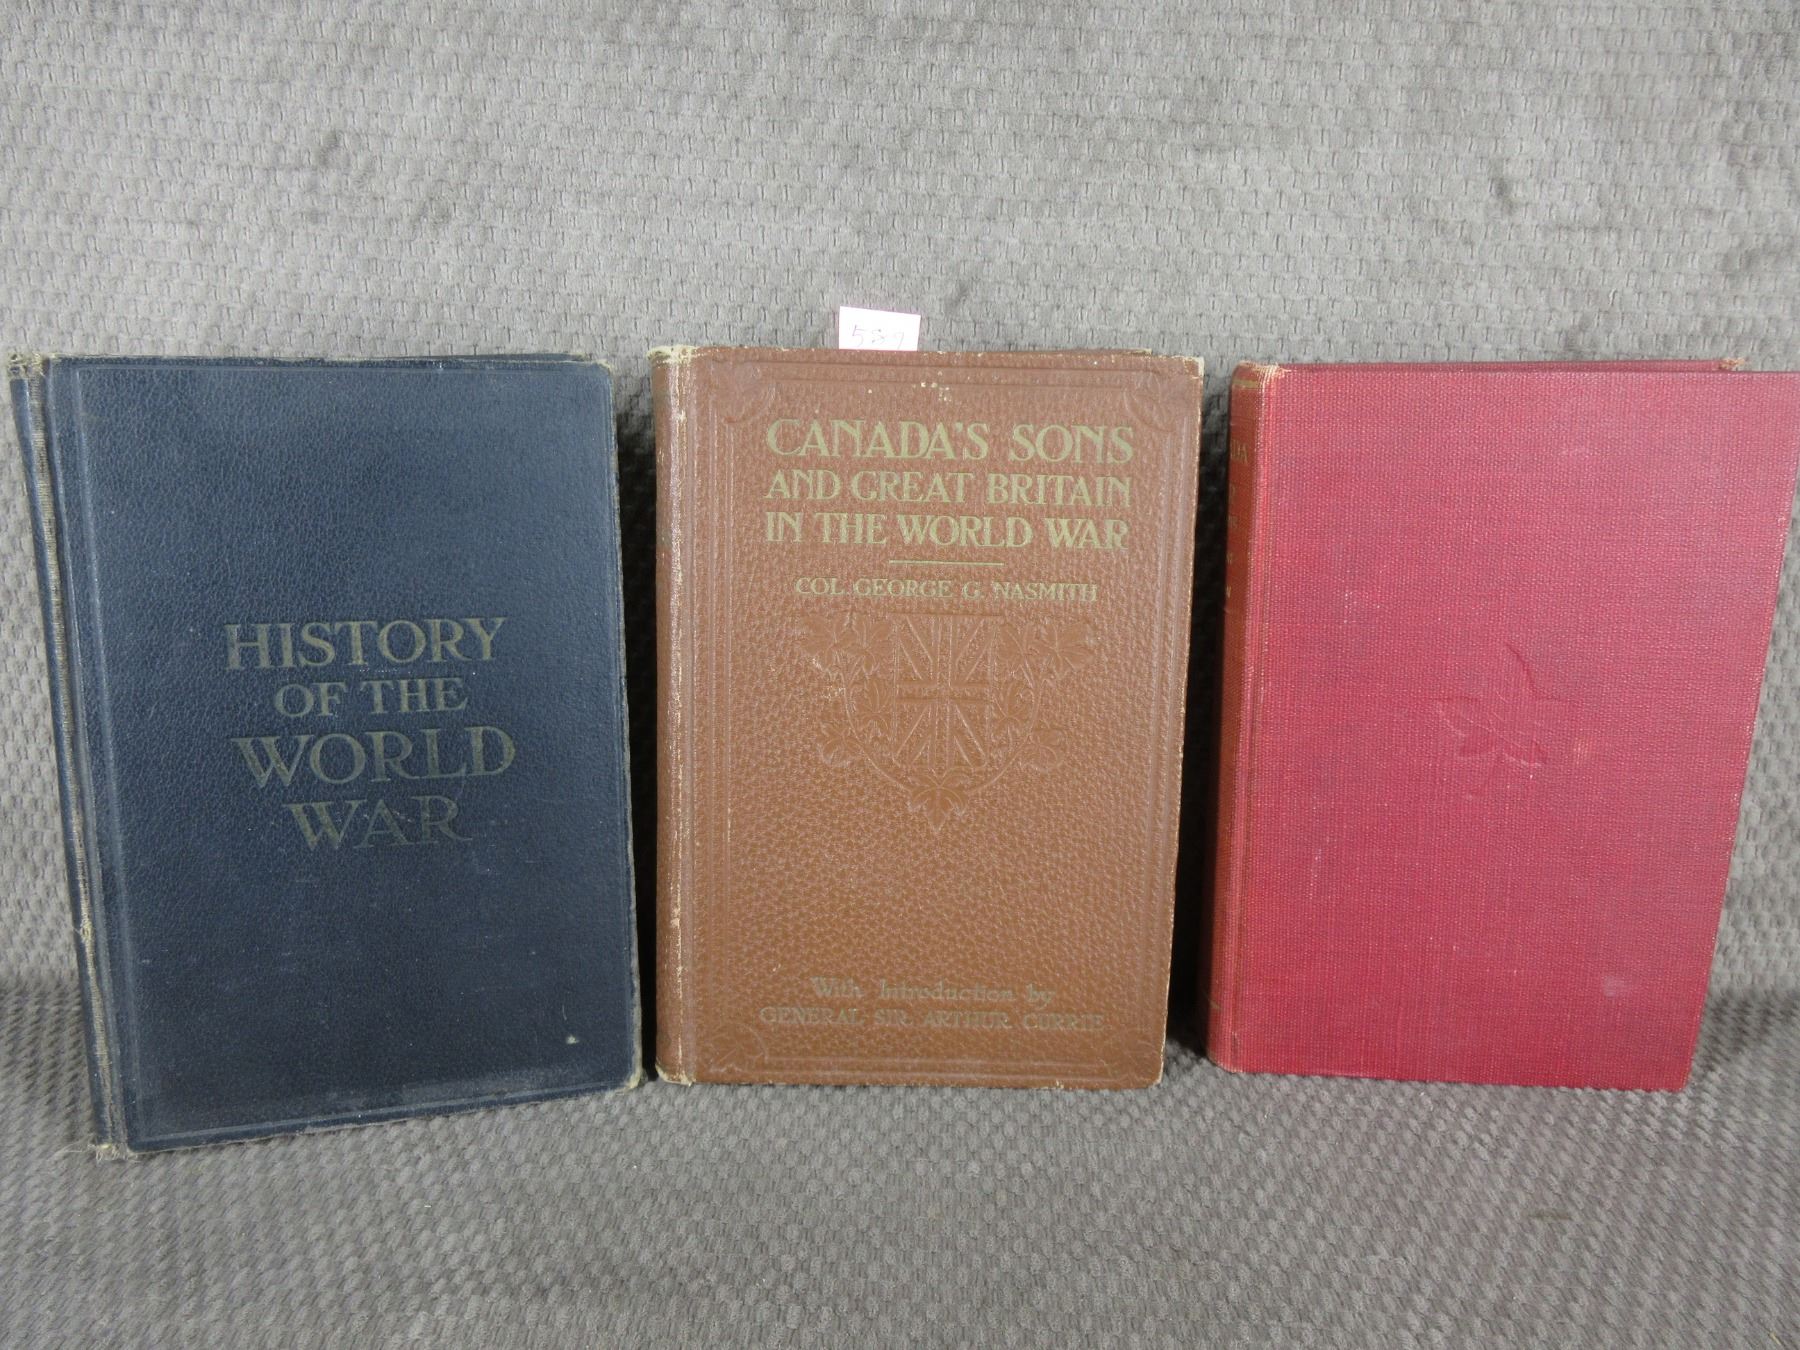 HISTORY
OF THE
WORLD
WAR
589
CANADA'S SONS
AND GREAT BRITAIN
IN THE WORLD WAR
COL. GEORGE G. NASMITH
With Introduction by
GENERAL SIR ARTHUR CURRIE